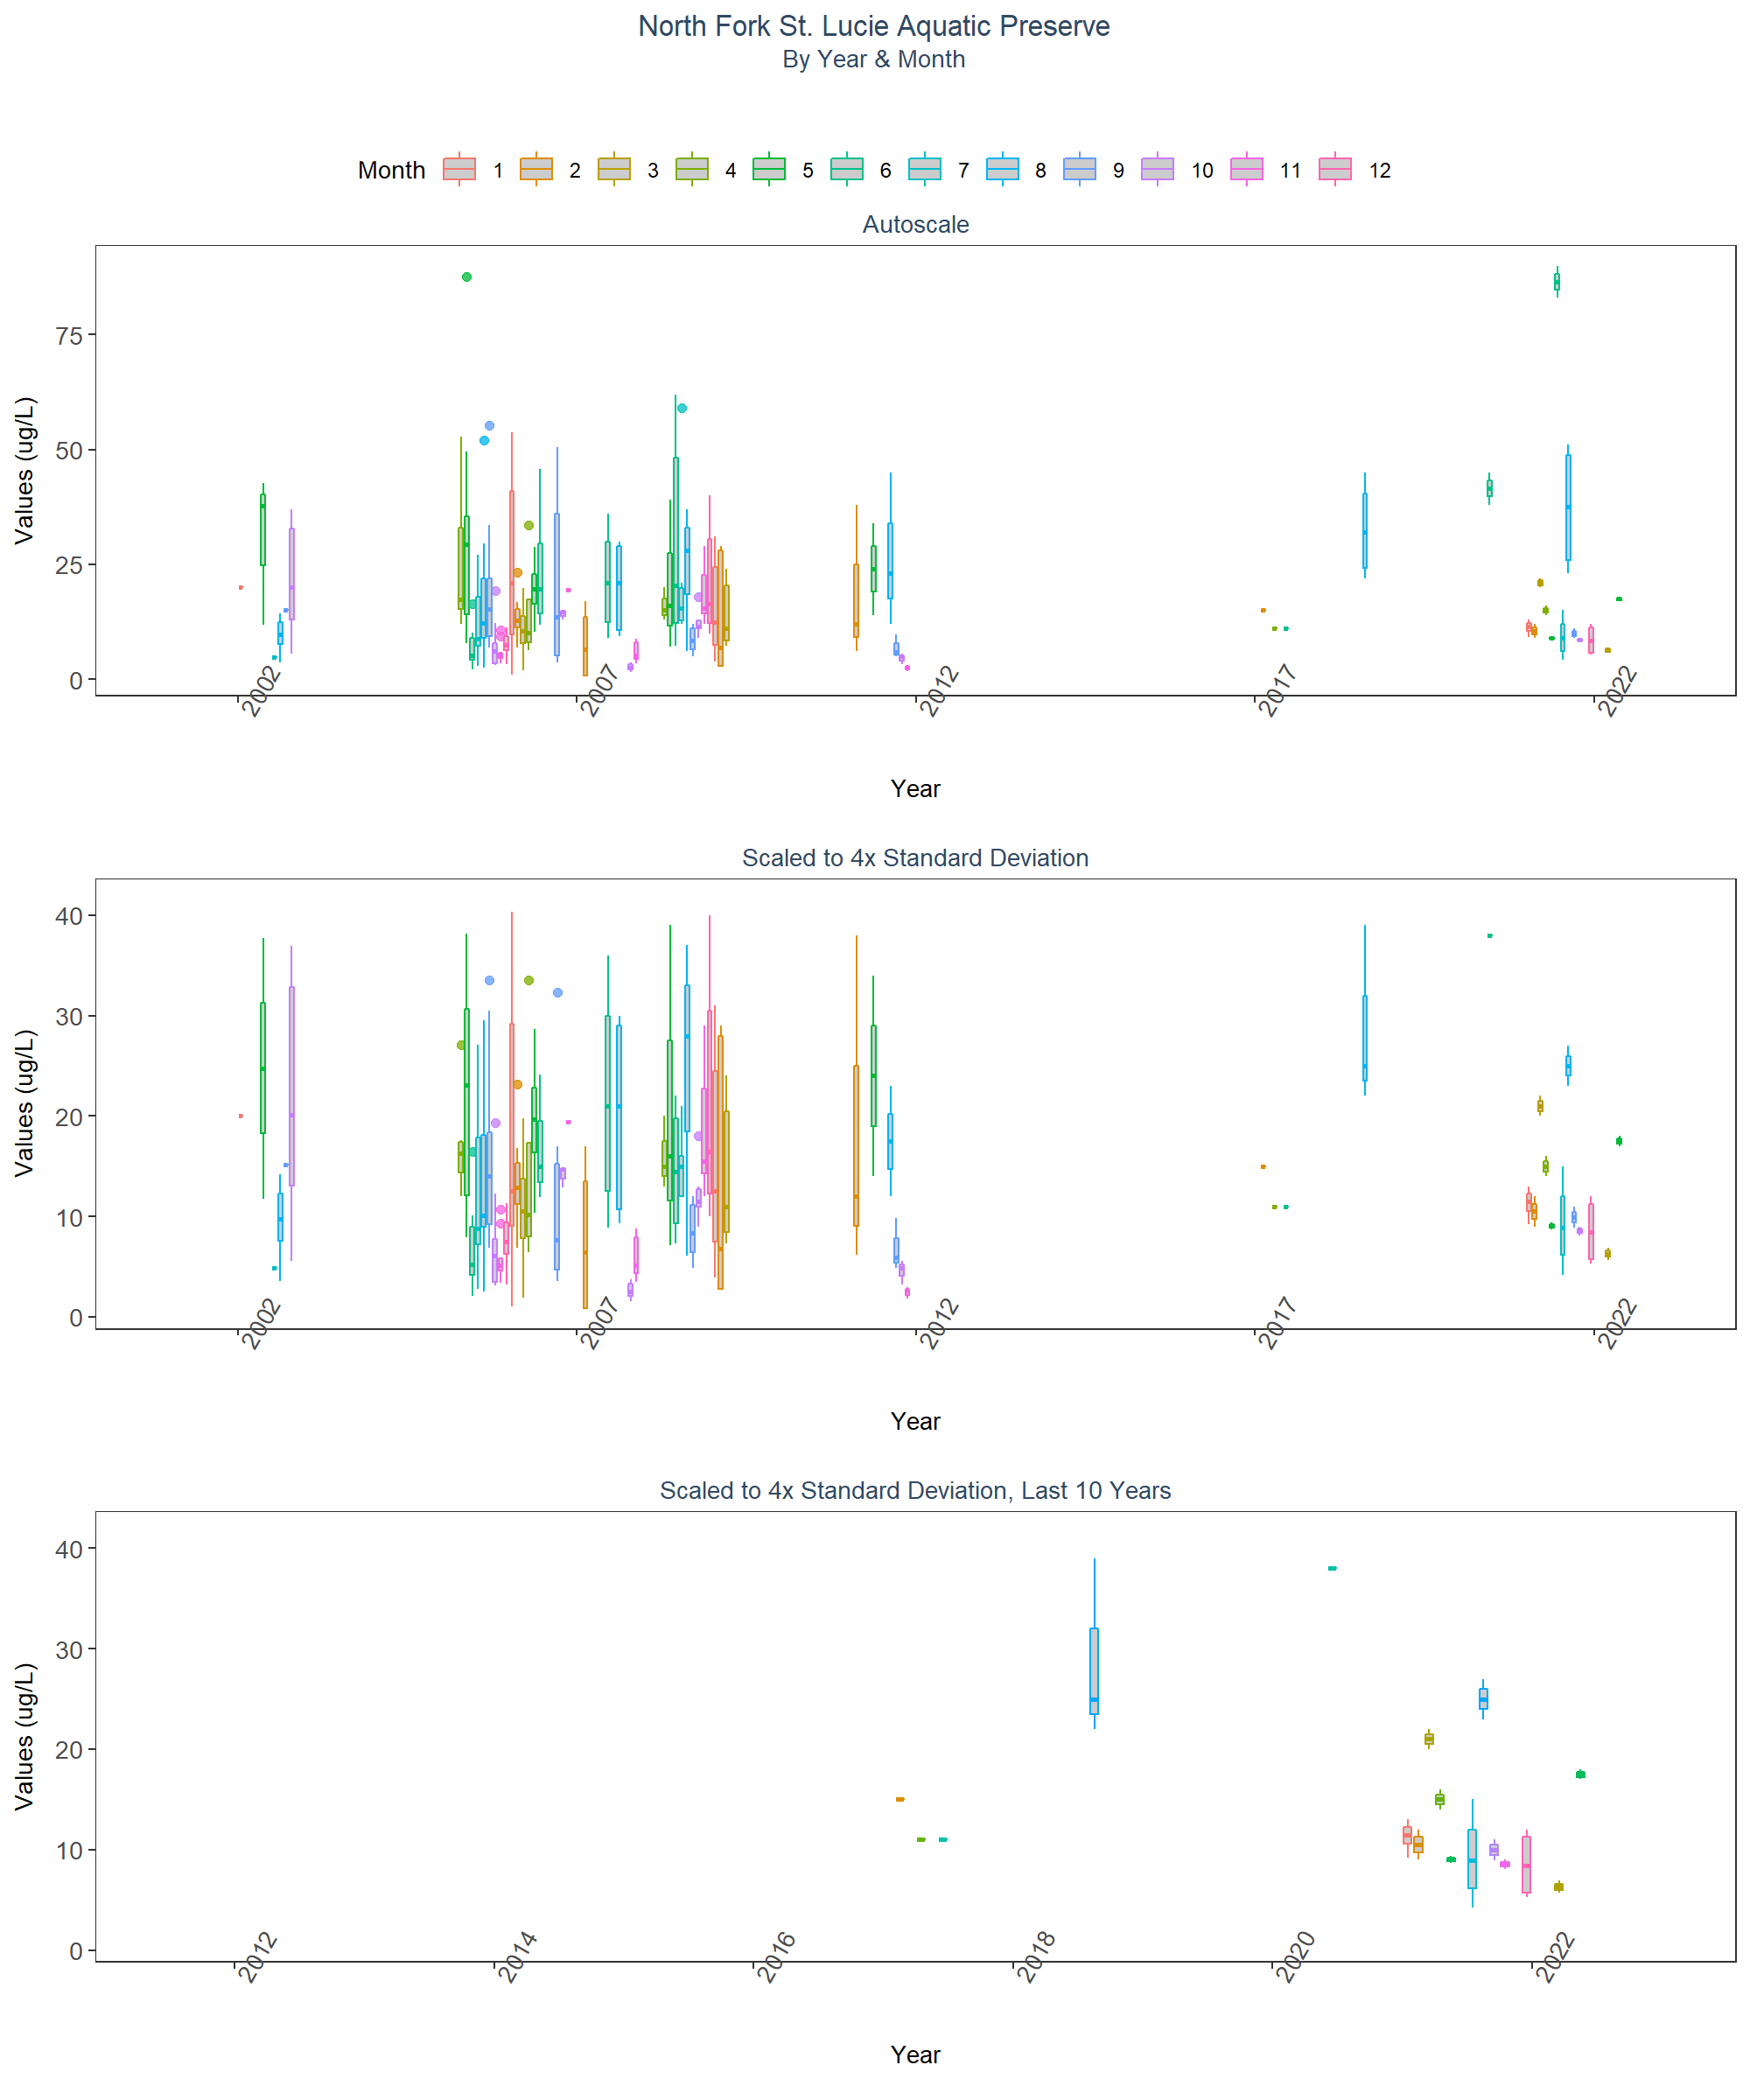 North Fork St. Lucie Aquatic Preserve
By Year & Month
Month 1 2 3 4 5 6 7 8 9 10 11 12
Autoscale
Values (ug/L)
75
50
25
0
2002 2007 2012 2017 2022
Year
Scaled to 4x Standard Deviation
Values (ug/L)
40
30
20
10
0
2002 2007 2012 2017 2022
Year
Scaled to 4x Standard Deviation, Last 10 Years
Values (ug/L)
40
30
20
10
0
2012 2014 2016 2018 2020 2022
Year